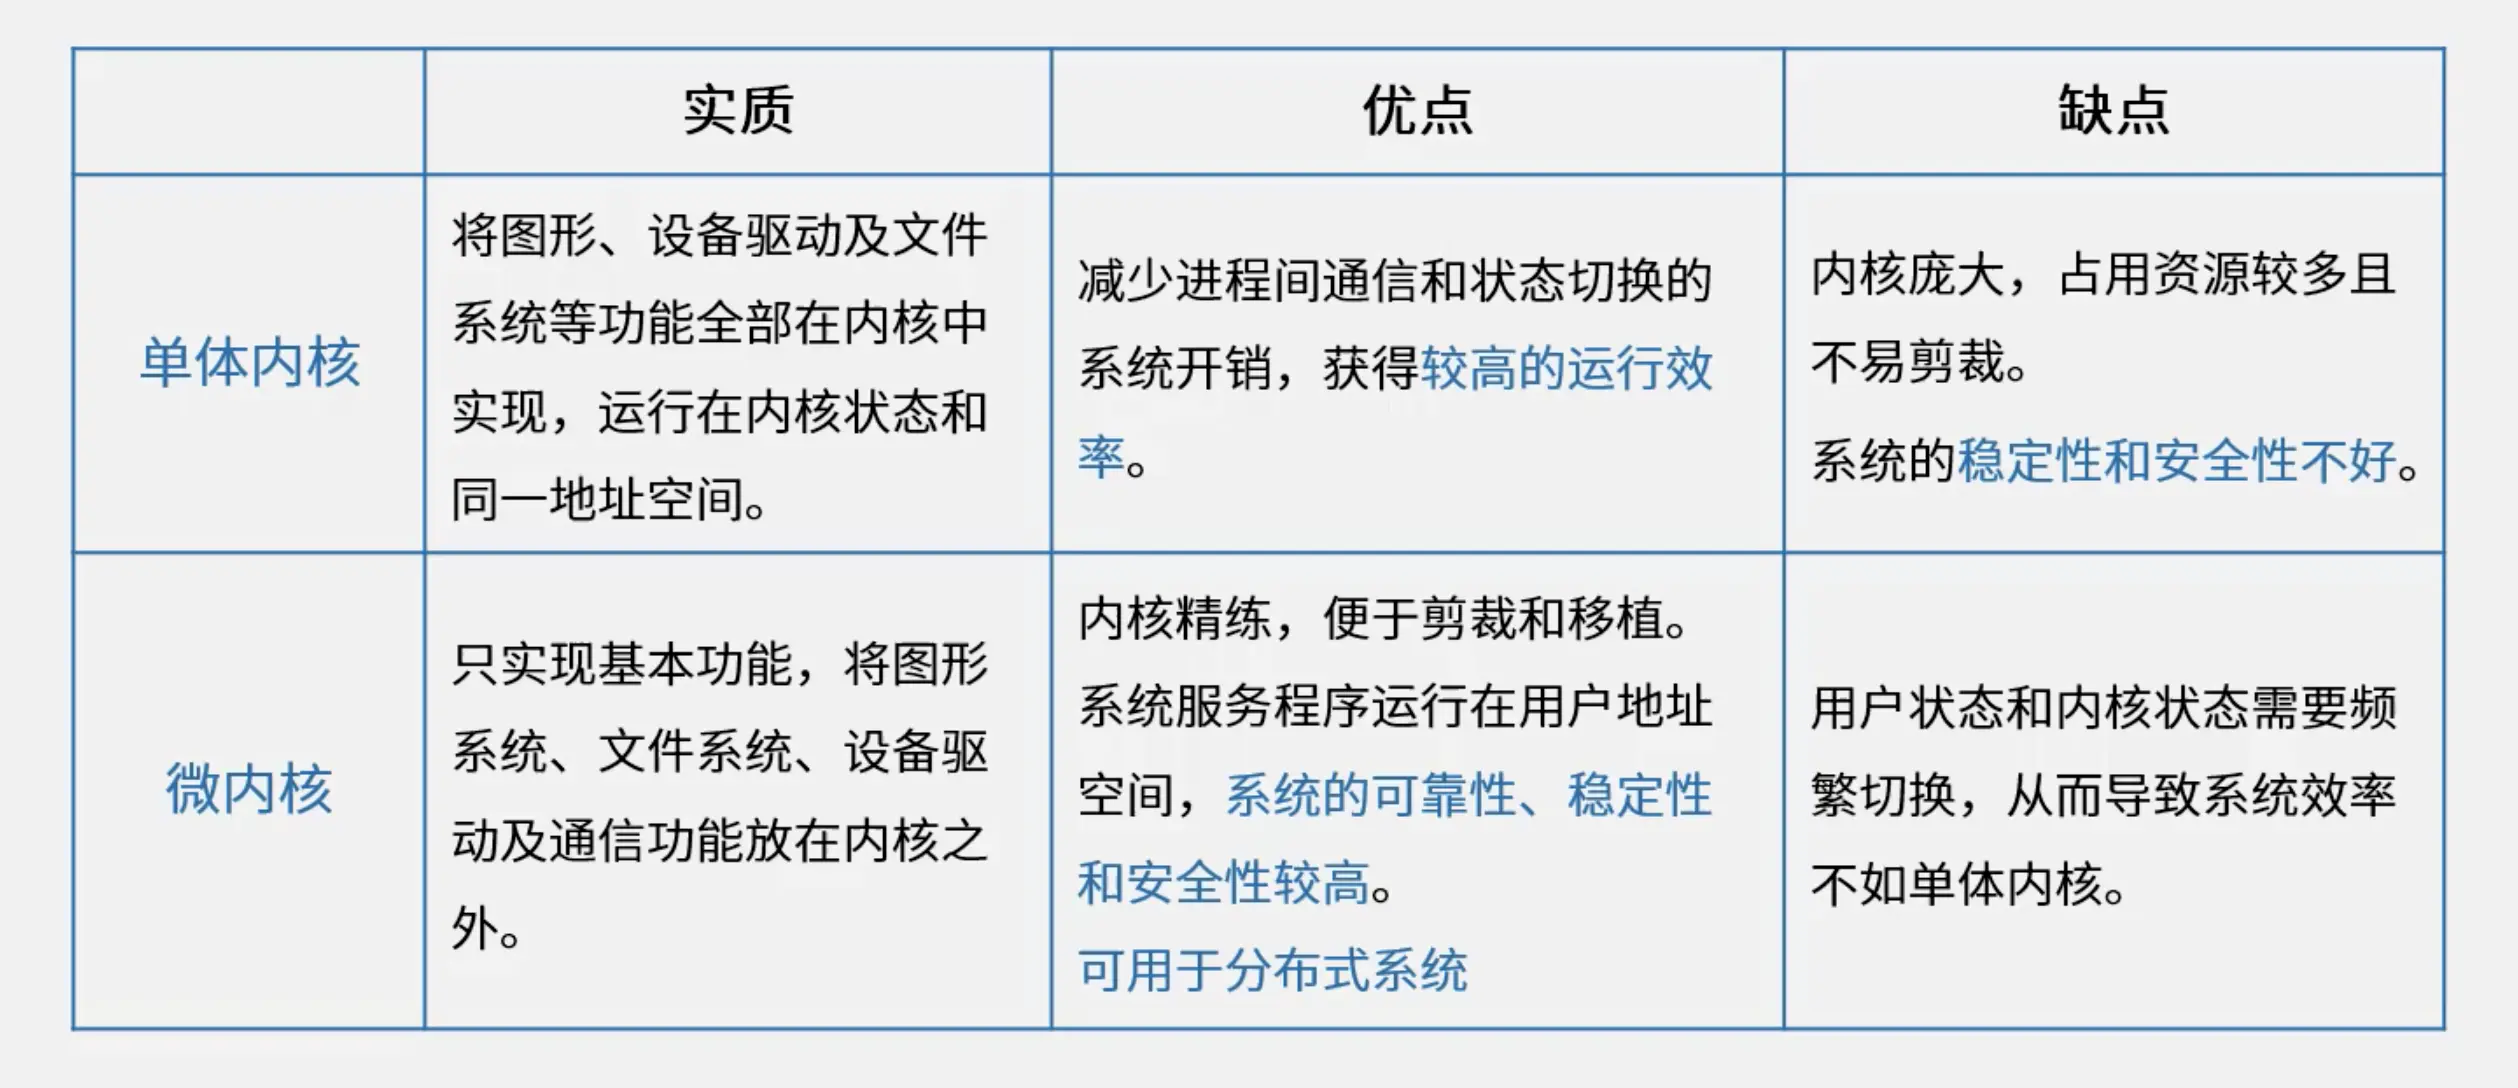 实质
优点
缺点
单体内核
将图形、设备驱动及文件
系统等功能全部在内核中
实现，运行在内核状态和
同一地址空间。
减少进程间通信和状态切换的
系统开销，获得较高的运行效
率。
内核庞大，占用资源较多且
不易剪裁。
系统的稳定性和安全性不好。
微内核
只实现基本功能，将图形
系统、文件系统、设备驱
动及通信功能放在内核之
外。
内核精练，便于剪裁和移植。
系统服务程序运行在用户地址
空间，系统的可靠性、稳定性
和安全性较高。
可用于分布式系统
用户状态和内核状态需要频
繁切换，从而导致系统效率
不如单体内核。